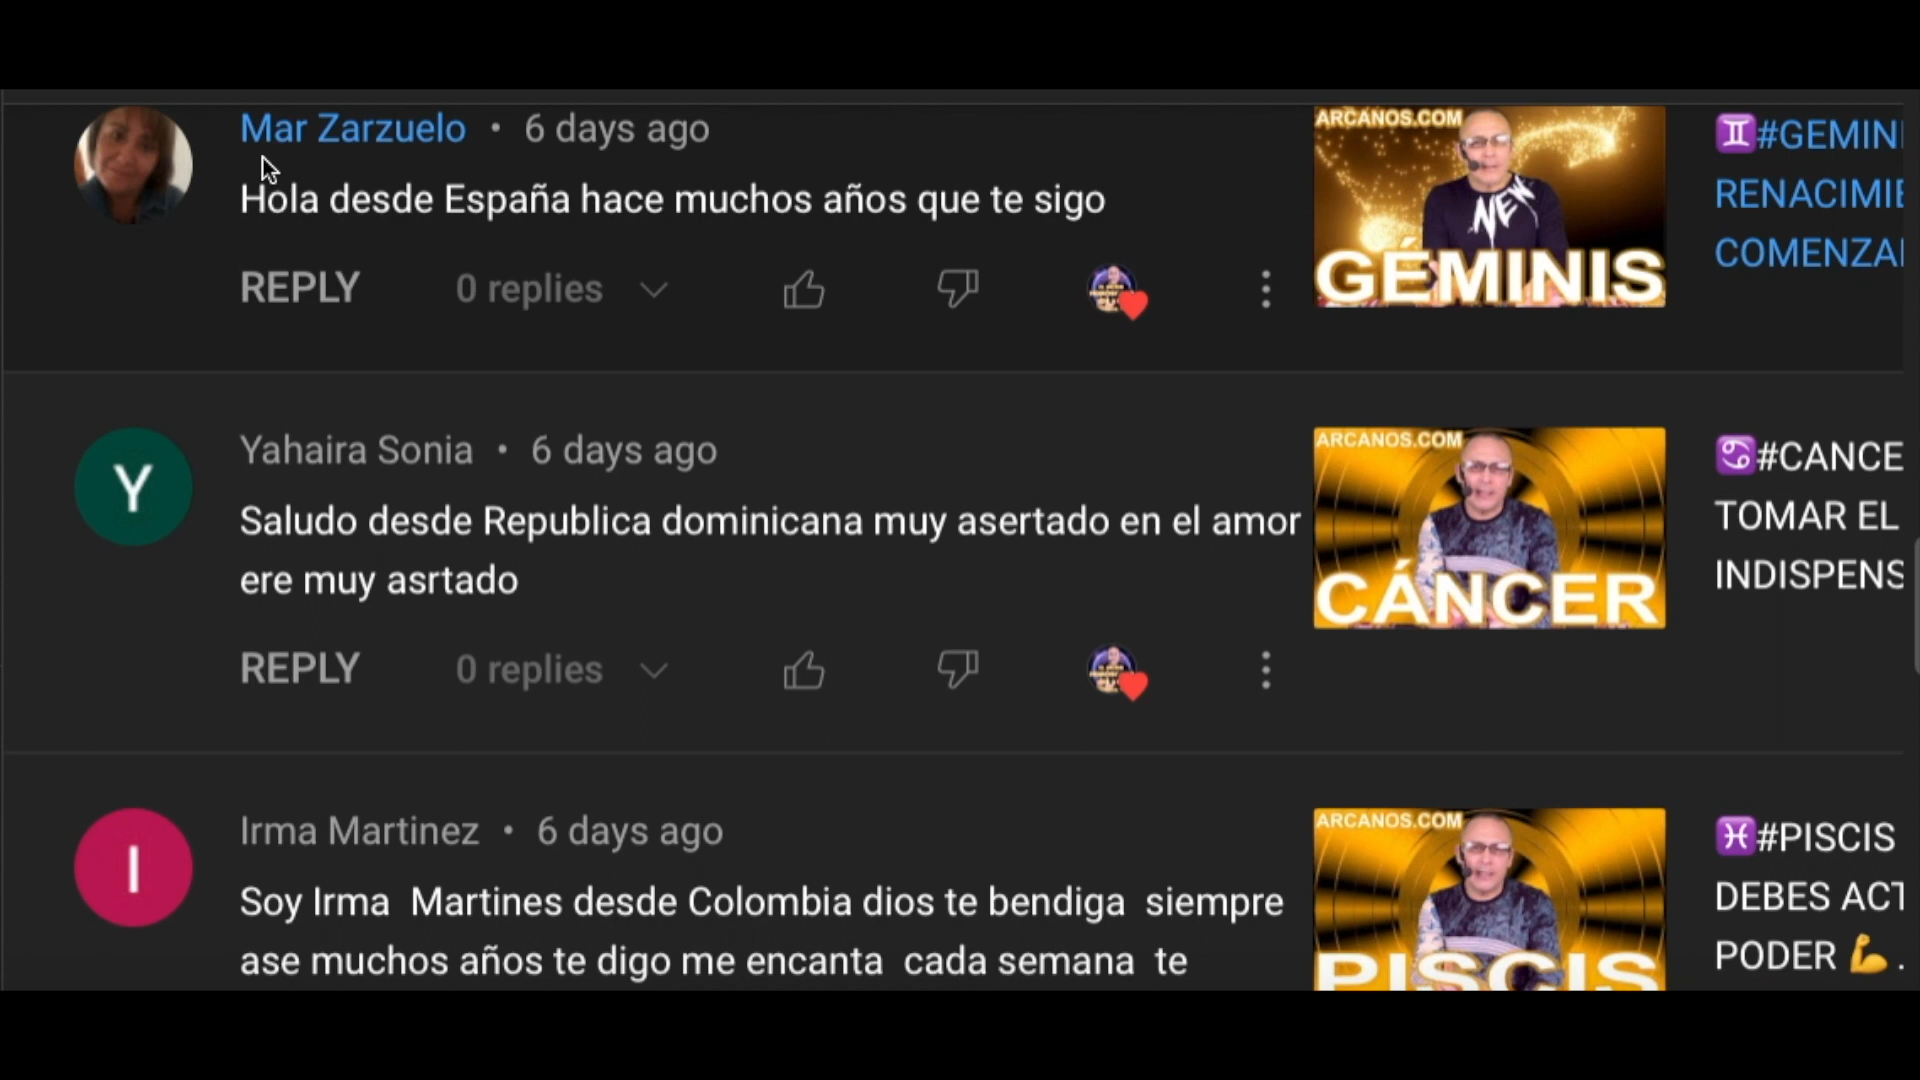 Mar Zarzuelo • 6 days ago
Hola desde España hace muchos años que te sigo
REPLY 0 replies
ARCANOS.COM
NEW
GÉMINIS
♊#GEMINI
RENACIMIE
COMENZA
Y
Yahaira Sonia • 6 days ago
Saludo desde Republica dominicana muy asertado en el amor
ere muy asrtado
REPLY 0 replies
ARCANOS.COM
CÁNCER
♋#CANCE
TOMAR EL
INDISPENS
I
Irma Martinez • 6 days ago
Soy Irma  Martines desde Colombia dios te bendiga  siempre
ase muchos años te digo me encanta  cada semana  te
ARCANOS.COM
PISCIS
♓#PISCIS
DEBES ACT
PODER 💪.